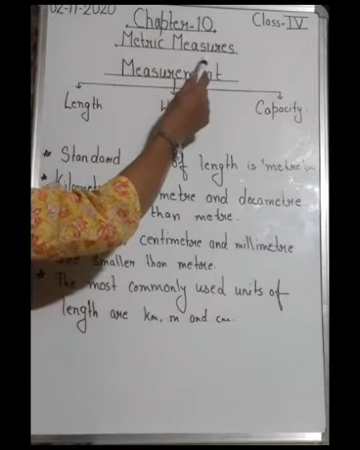 02-11-2020
Chapter-10
Class-IV
Metric Measures
Measurement
Length
Capacity
* Standard of length is 'metre'
* metre and decametre
than metre.
centimetre and millimetre
are smaller than metre.
* The most commonly used units of
length are km, m and cm.